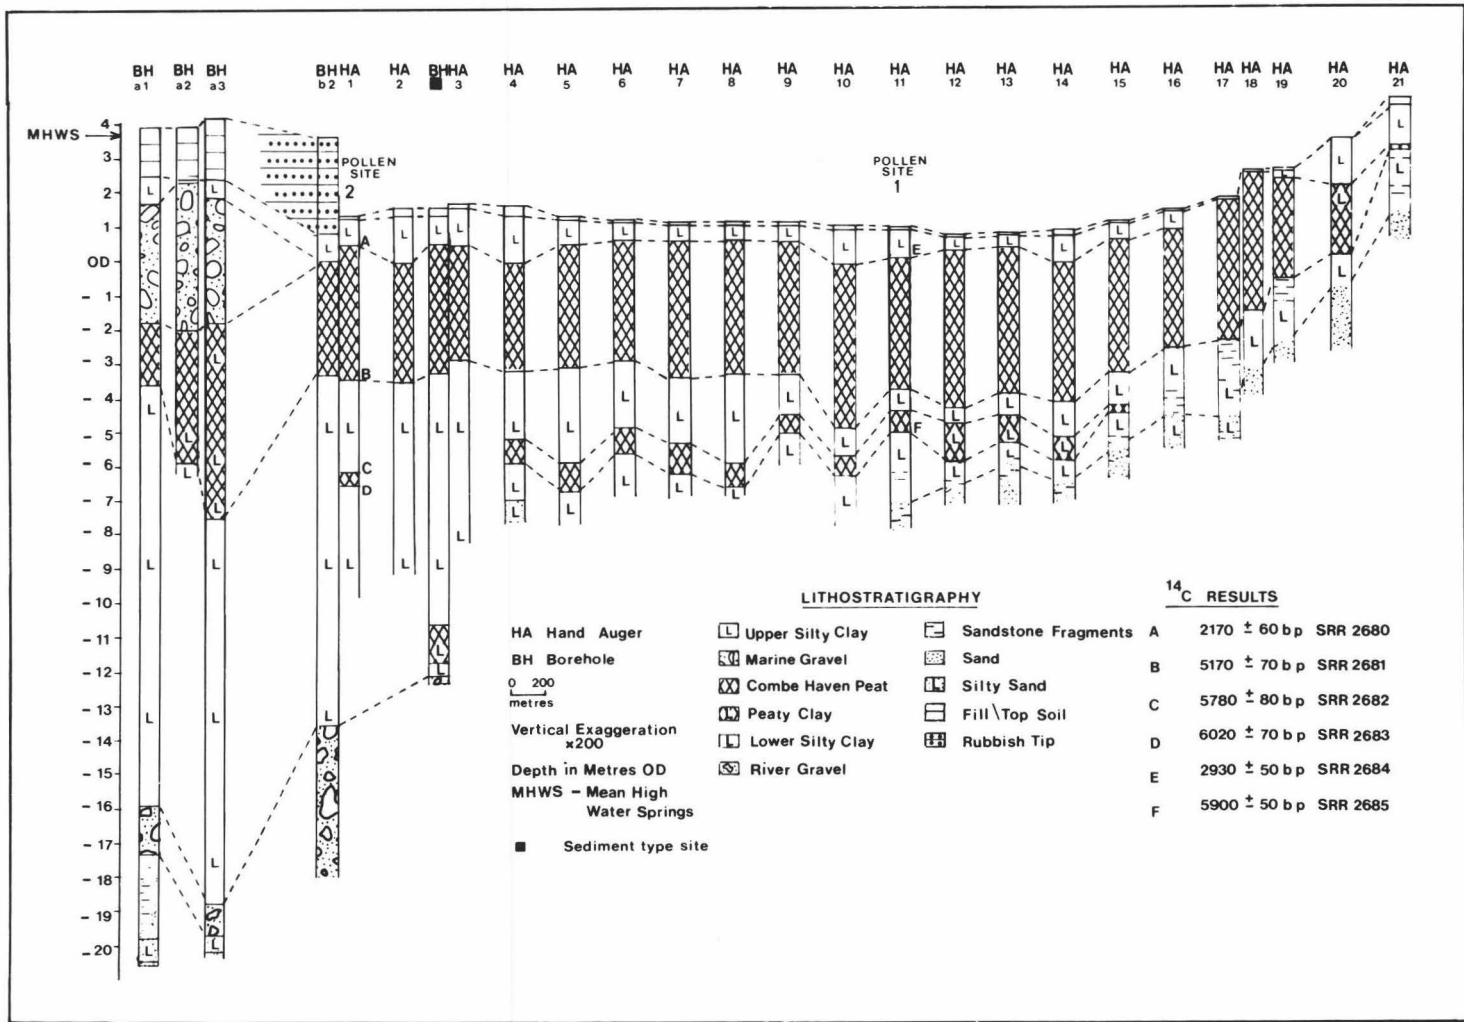 BH BH BH BH HA HA BH HA HA HA HA HA HA HA HA HA HA HA HA HA HA HA HA HA HA HA
a1 a2 a3 b2 1 2 3 4 5 6 7 8 9 10 11 12 13 14 15 16 17 18 19 20 21
MHWS
4
3
2
1
OD
- 1
- 2
- 3
- 4
- 5
- 6
- 7
- 8
- 9
- 10
- 11
- 12
- 13
- 14
- 15
- 16
- 17
- 18
- 19
- 20
POLLEN
SITE
2
POLLEN
SITE
1
A
B
C
D
E
F
HA Hand Auger
BH Borehole
0 200
metres
Vertical Exaggeration
x200
Depth in Metres OD
MHWS - Mean High
Water Springs
Sediment type site
LITHOSTRATIGRAPHY
L Upper Silty Clay
Marine Gravel
Combe Haven Peat
L Peaty Clay
L Lower Silty Clay
River Gravel
Sandstone Fragments
Sand
L Silty Sand
Fill\Top Soil
Rubbish Tip
14C RESULTS
A 2170 ± 60 bp SRR 2680
B 5170 ± 70 bp SRR 2681
C 5780 ± 80 bp SRR 2682
D 6020 ± 70 bp SRR 2683
E 2930 ± 50 bp SRR 2684
F 5900 ± 50 bp SRR 2685